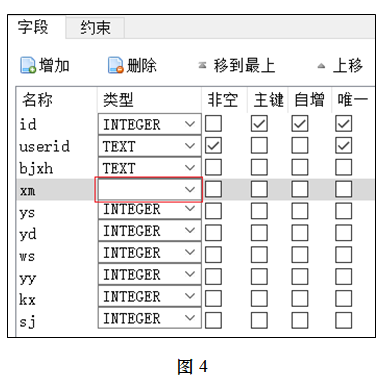 字段 约束
增加 删除 移到最上 上移
名称 类型 非空 主键 自增 唯一
id INTEGER
userid TEXT
bjxh TEXT
xm
ys INTEGER
yd INTEGER
ws INTEGER
yy INTEGER
kx INTEGER
sj INTEGER
图 4